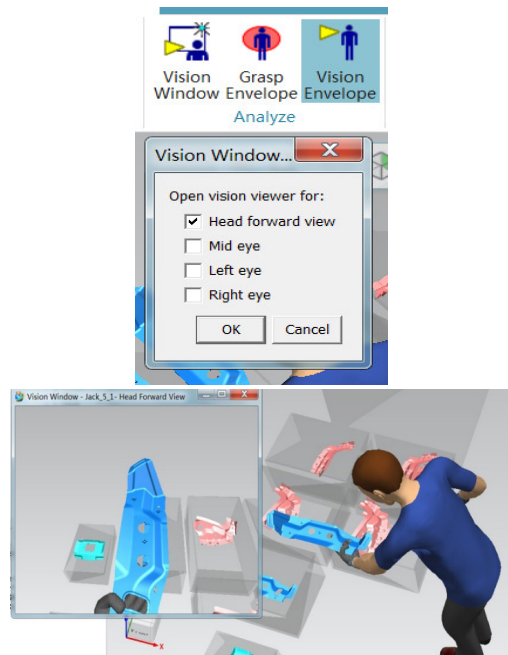 Vision Grasp Vision
Window Envelope Envelope
Analyze
Vision Window... X
Open vision viewer for:
Head forward view
Mid eye
Left eye
Right eye
OK Cancel
Vision Window - Jack_5_1- Head Forward View
x